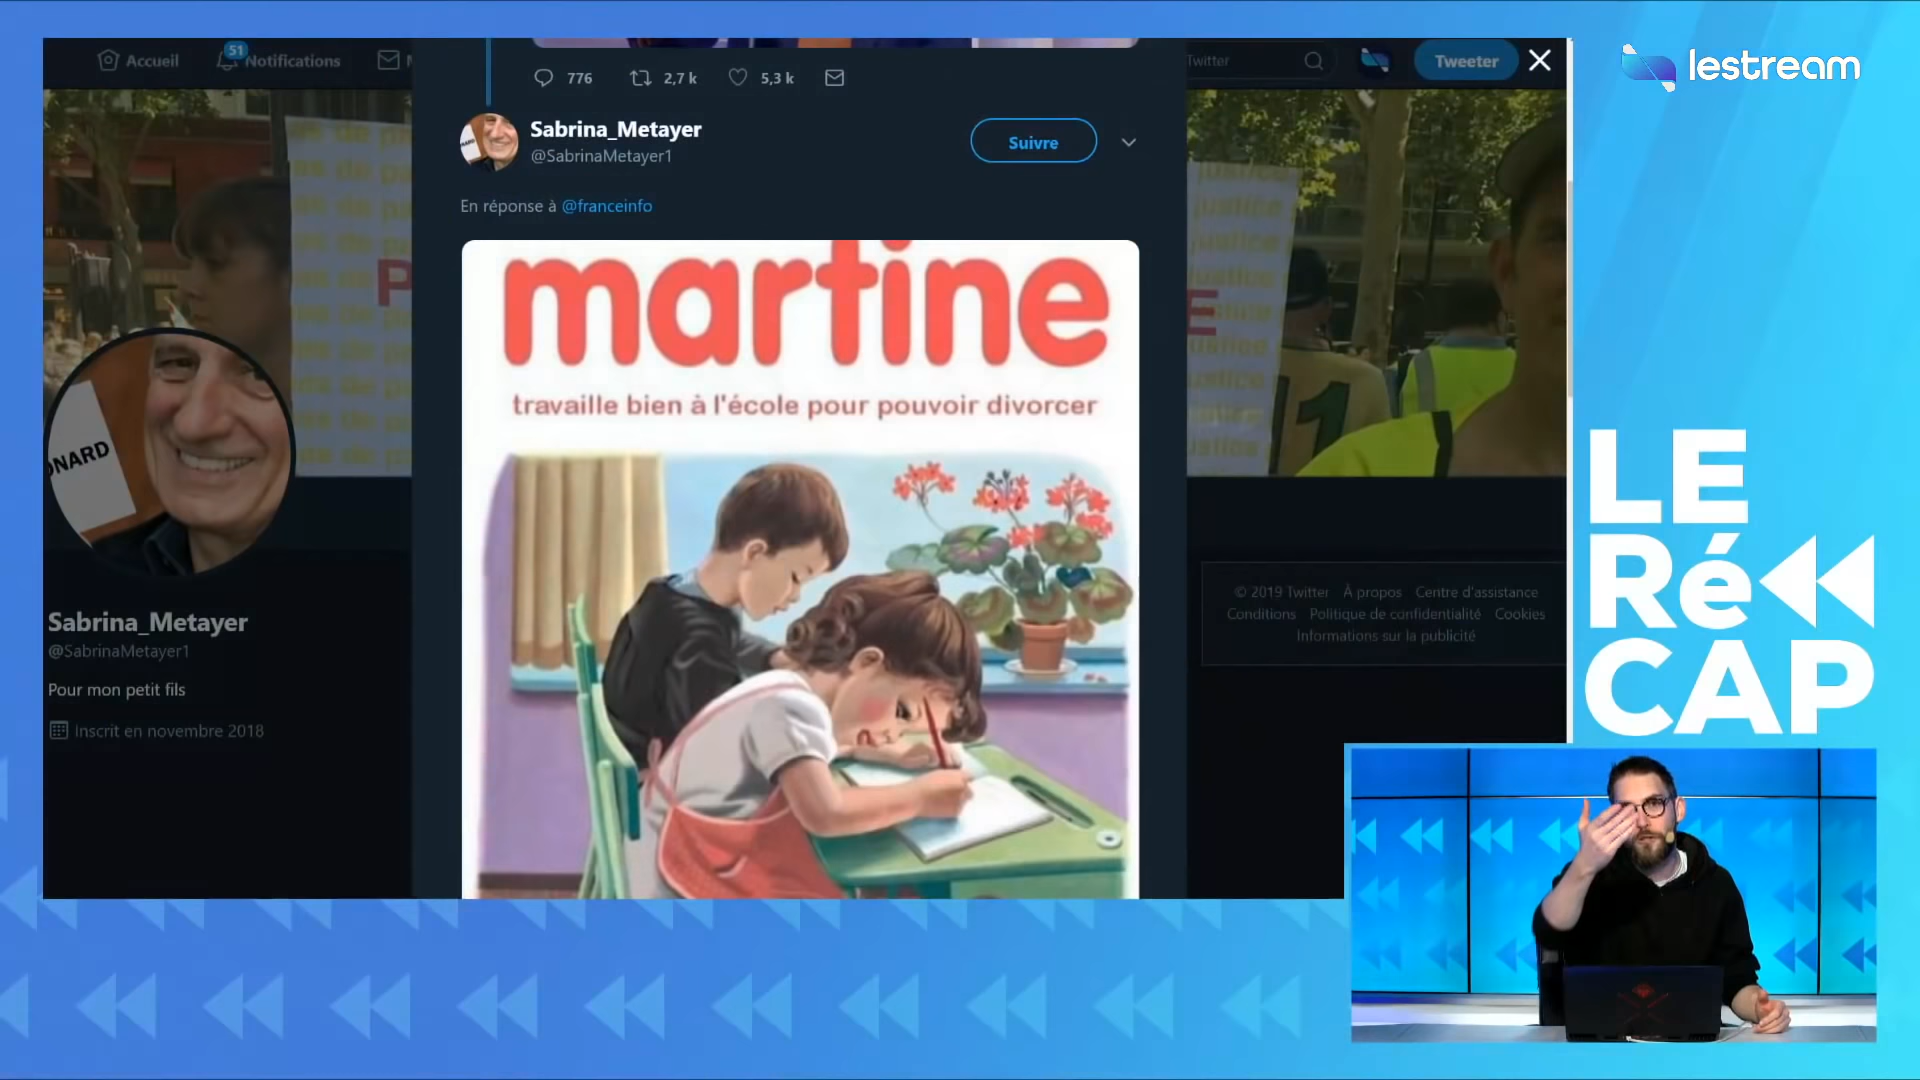 Accueil
51
Notifications
Twitter
Tweeter
lestream
776
2,7 k
5,3 k
Sabrina_Metayer
@SabrinaMetayer1
Suivre
En réponse à @franceinfo
martine
travaille bien à l'école pour pouvoir divorcer
Sabrina_Metayer
@SabrinaMetayer1
Pour mon petit fils
Inscrit en novembre 2018
© 2019 Twitter À propos Centre d'assistance
Conditions Politique de confidentialité Cookies
Informations sur la publicité
LE
Ré
CAP